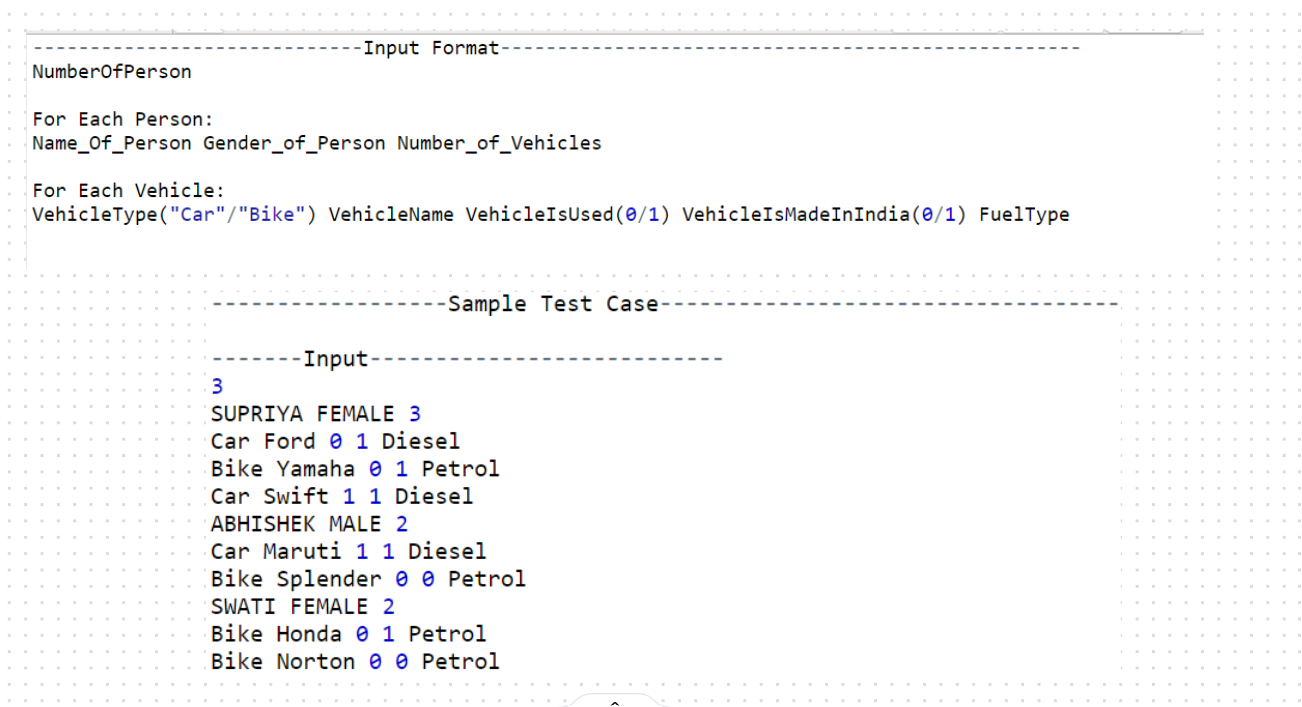 ----------------------------Input Format--------------------------------------------------
NumberOfPerson
For Each Person:
Name_Of_Person Gender_of_Person Number_of_Vehicles
For Each Vehicle:
VehicleType("Car"/"Bike") VehicleName VehicleIsUsed(0/1) VehicleIsMadeInIndia(0/1) FuelType
------------------Sample Test Case-----------------------------------
-------Input---------------------------
3
SUPRIYA FEMALE 3
Car Ford 0 1 Diesel
Bike Yamaha 0 1 Petrol
Car Swift 1 1 Diesel
ABHISHEK MALE 2
Car Maruti 1 1 Diesel
Bike Splender 0 0 Petrol
SWATI FEMALE 2
Bike Honda 0 1 Petrol
Bike Norton 0 0 Petrol